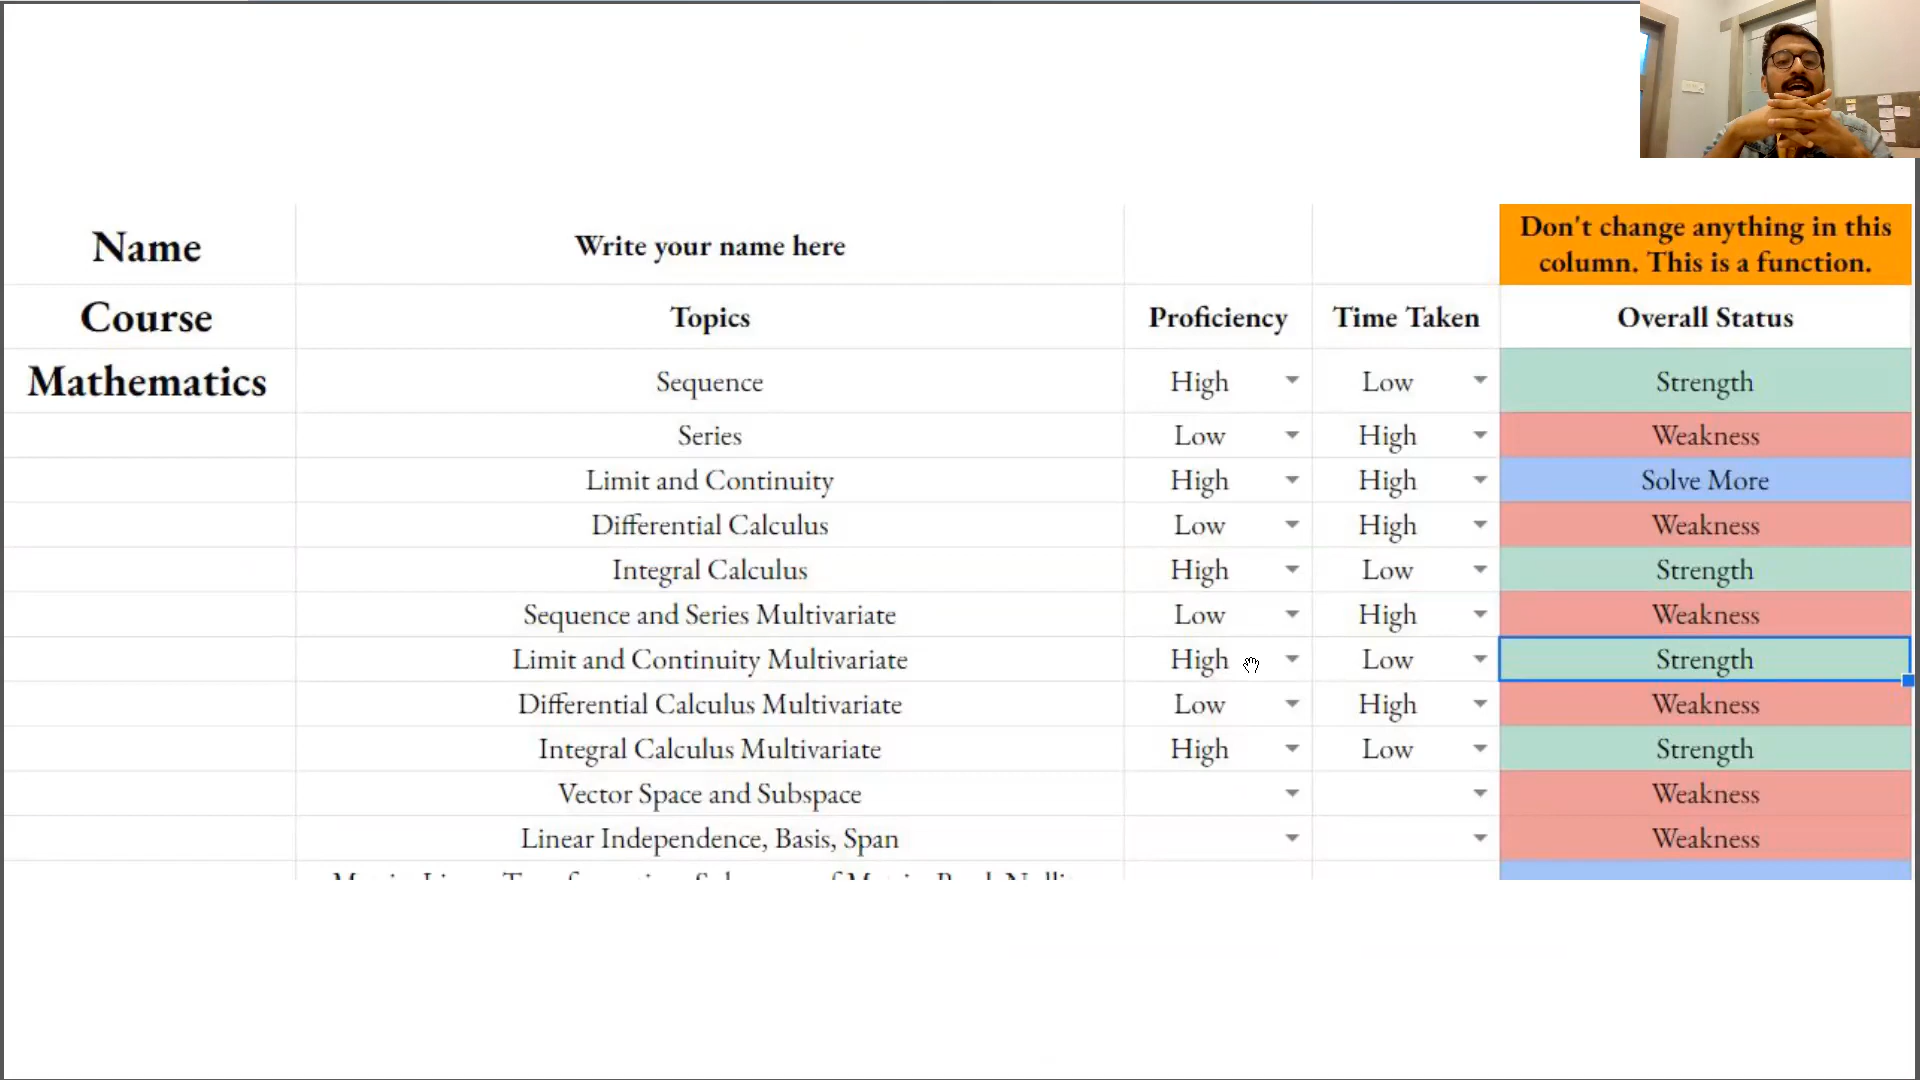 Name Write your name here Don't change anything in this
column. This is a function.
Course Topics Proficiency Time Taken Overall Status
Mathematics Sequence High Low Strength
Series Low High Weakness
Limit and Continuity High High Solve More
Differential Calculus Low High Weakness
Integral Calculus High Low Strength
Sequence and Series Multivariate Low High Weakness
Limit and Continuity Multivariate High Low Strength
Differential Calculus Multivariate Low High Weakness
Integral Calculus Multivariate High Low Strength
Vector Space and Subspace Weakness
Linear Independence, Basis, Span Weakness